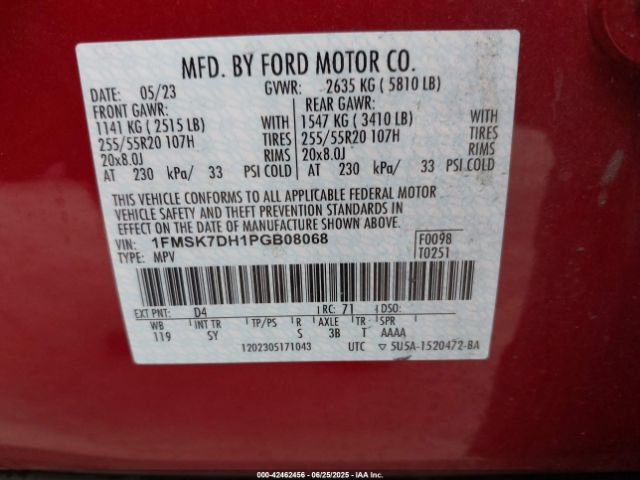 MFD. BY FORD MOTOR CO.
DATE: 05/23 GVWR: 2635 KG ( 5810 LB)
FRONT GAWR: REAR GAWR:
1141 KG ( 2515 LB) WITH 1547 KG ( 3410 LB) WITH
255/55R20 107H TIRES 255/55R20 107H TIRES
20x8.0J RIMS 20x8.0J RIMS
AT 230 kPa/ 33 PSI COLD AT 230 kPa/ 33 PSI COLD
THIS VEHICLE CONFORMS TO ALL APPLICABLE FEDERAL MOTOR
VEHICLE SAFETY AND THEFT PREVENTION STANDARDS IN
EFFECT ON THE DATE OF MANUFACTURE SHOWN ABOVE.
VIN: 1FMSK7DH1PGB08068 F0098
TYPE: MPV T0251
EXT PNT: D4 RC: 71 DSO:
WB INT TR TP/PS R AXLE TR SPR
119 SY S 3B T AAAA
1202305171043 UTC ▽ 5U5A-1520472-BA
000-42462456 - 06/25/2025 - IAAI.COM